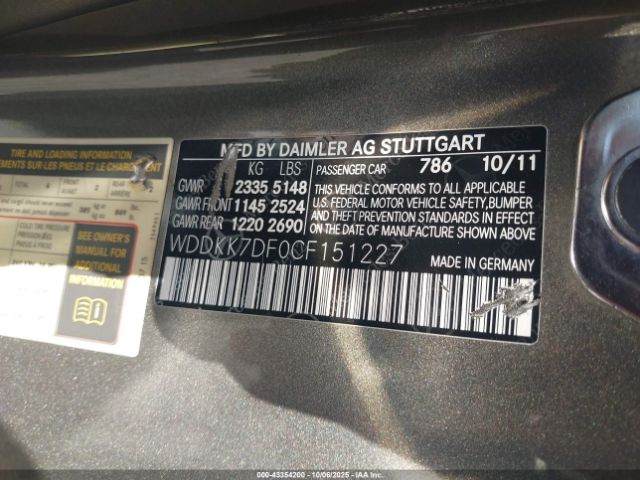 TIRE AND LOADING INFORMATION
SEE OWNER'S
MANUAL FOR
ADDITIONAL
INFORMATION
MFD BY DAIMLER AG STUTTGART
KG LBS PASSENGER CAR 786 10/11
GVWR 2335 5148
GAWR FRONT 1145 2524
GAWR REAR 1220 2690
THIS VEHICLE CONFORMS TO ALL APPLICABLE
U.S. FEDERAL MOTOR VEHICLE SAFETY, BUMPER
AND THEFT PREVENTION STANDARDS IN EFFECT
ON THE DATE OF MANUFACTURE SHOWN ABOVE.
WDDKK7DF0CF151227
MADE IN GERMANY
00-43354200 - 10/06/2025 - © IAA Holdings, LLC